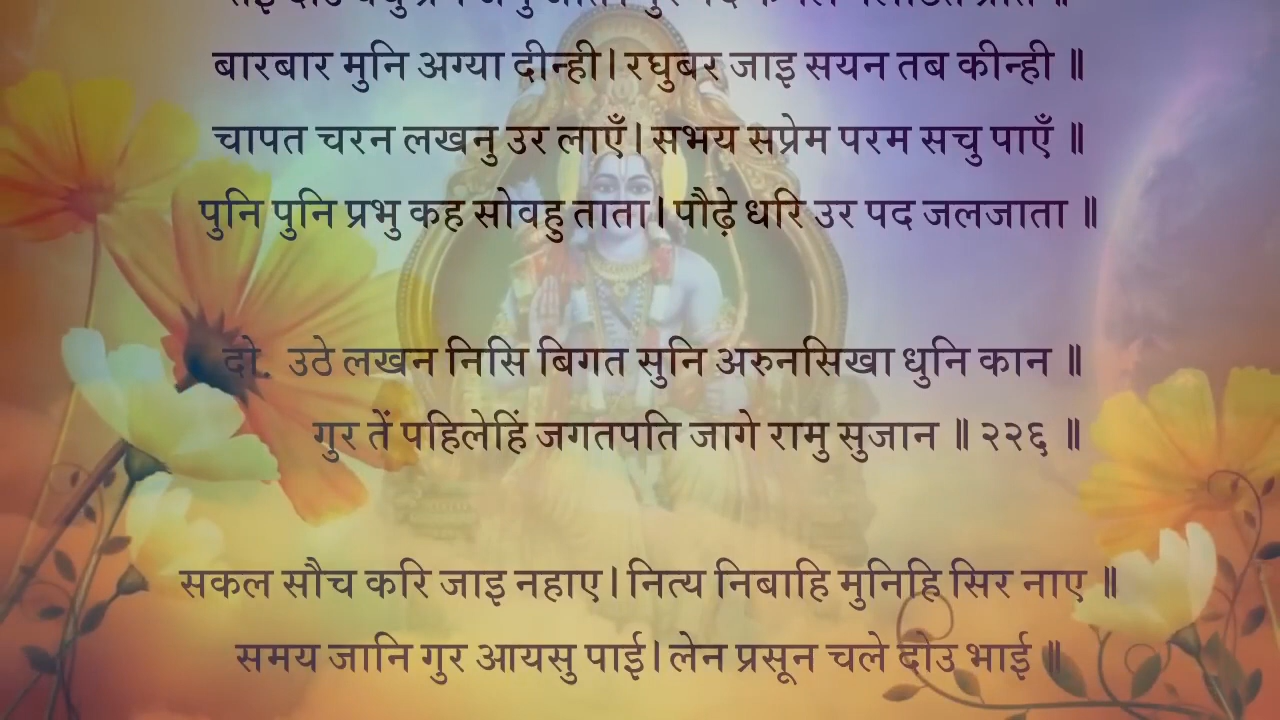 बारबार मुनि अग्या दीन्ही। रघुबर जाइ सयन तब कीन्ही ॥
चापत चरन लखनु उर लाएँ। सभय सप्रेम परम सचु पाएँ ॥
पुनि पुनि प्रभु कह सोवहु ताता। पौढ़े धरि उर पद जलजाता ॥
दो. उठे लखन निसि बिगत सुनि अरुनसिखा धुनि कान ॥
गुर तें पहिलेहिं जगतपति जागे रामु सुजान ॥ २२६ ॥
सकल सौच करि जाइ नहाए। नित्य निबाहि मुनिहि सिर नाए ॥
समय जानि गुर आयसु पाई। लेन प्रसून चले दोउ भाई ॥